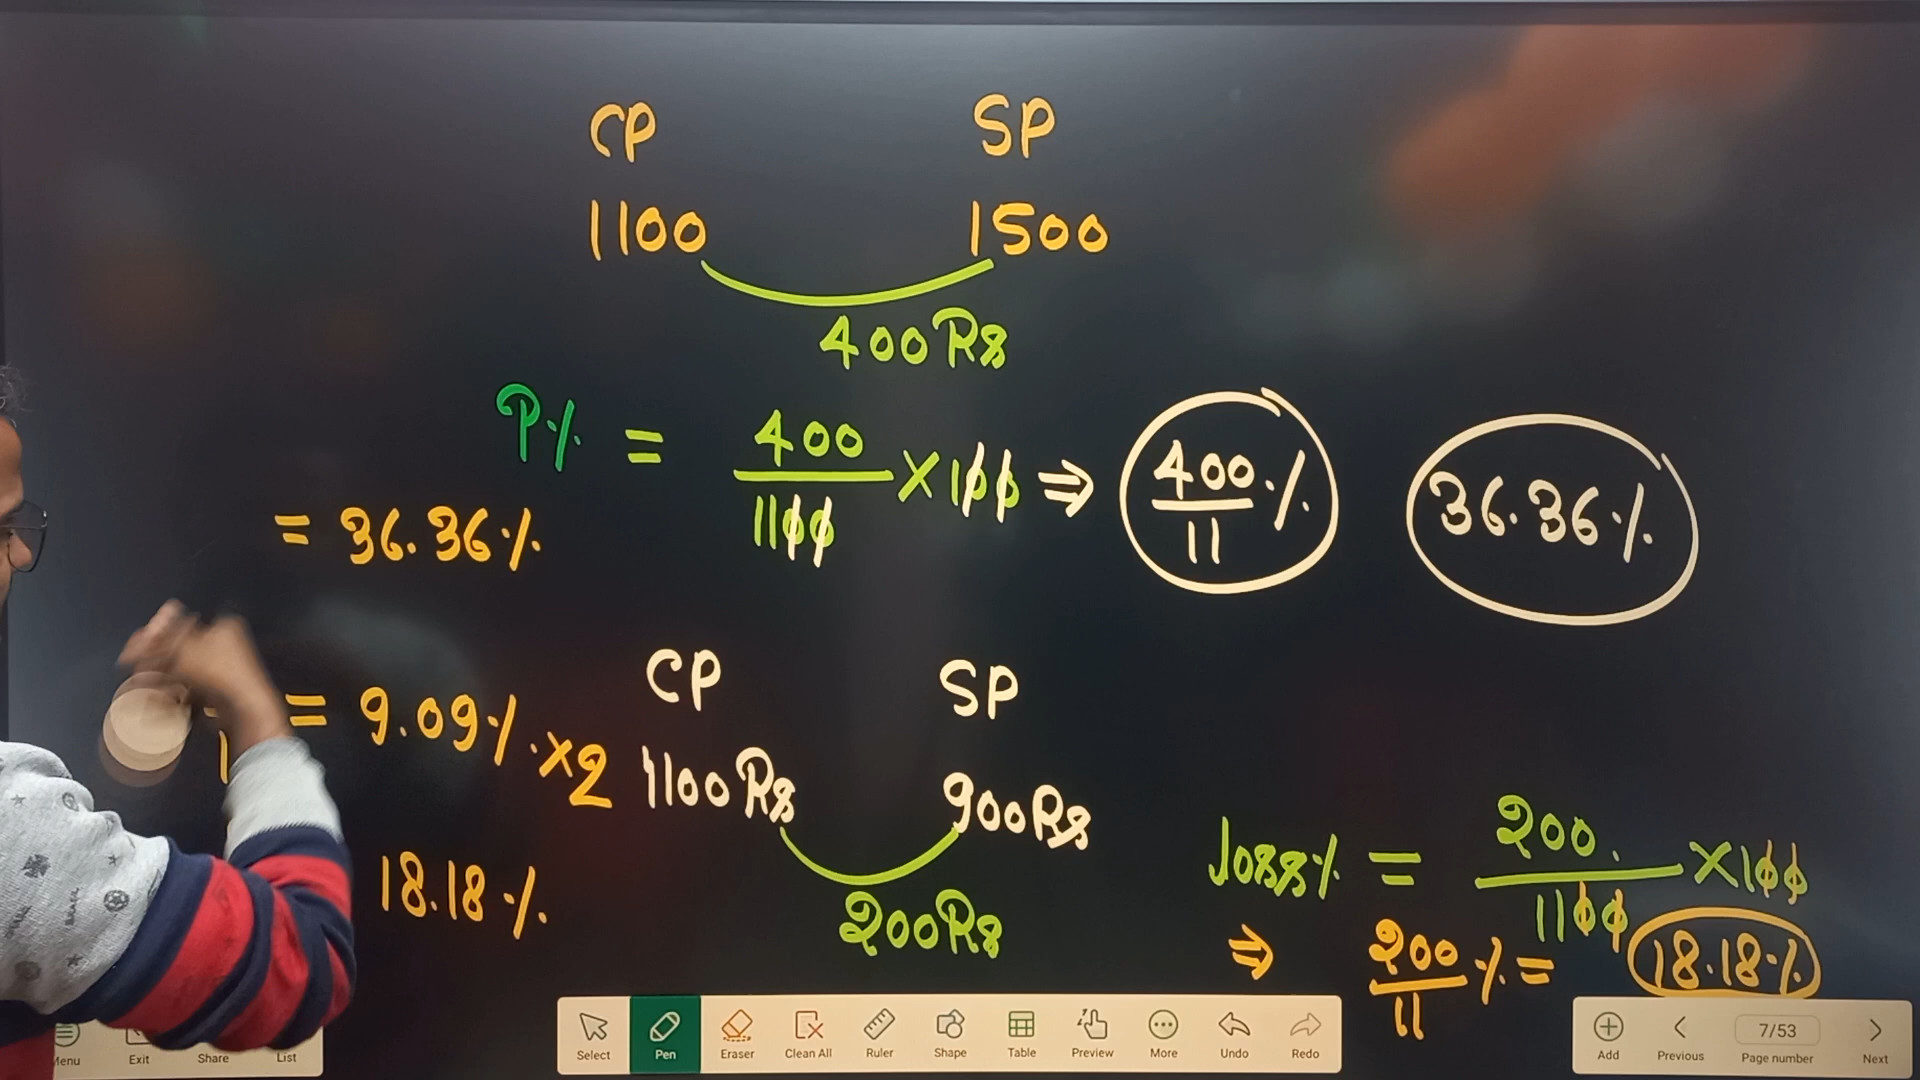 CP SP
1100 1500
400 Rs
P% = 400/1100 × 100 ⇒ 400/11 % 36.36%
= 36.36%
CP SP
= 9.09% × 2
1100 Rs 900 Rs
200 Rs
18.18%
loss% = 200/1100 × 100
⇒ 200/11 % = 18.18%
Exit Share List
Select Pen Eraser Clean All Ruler Shape Table Preview More Undo Redo
Add Previous 7/53 Page number Next